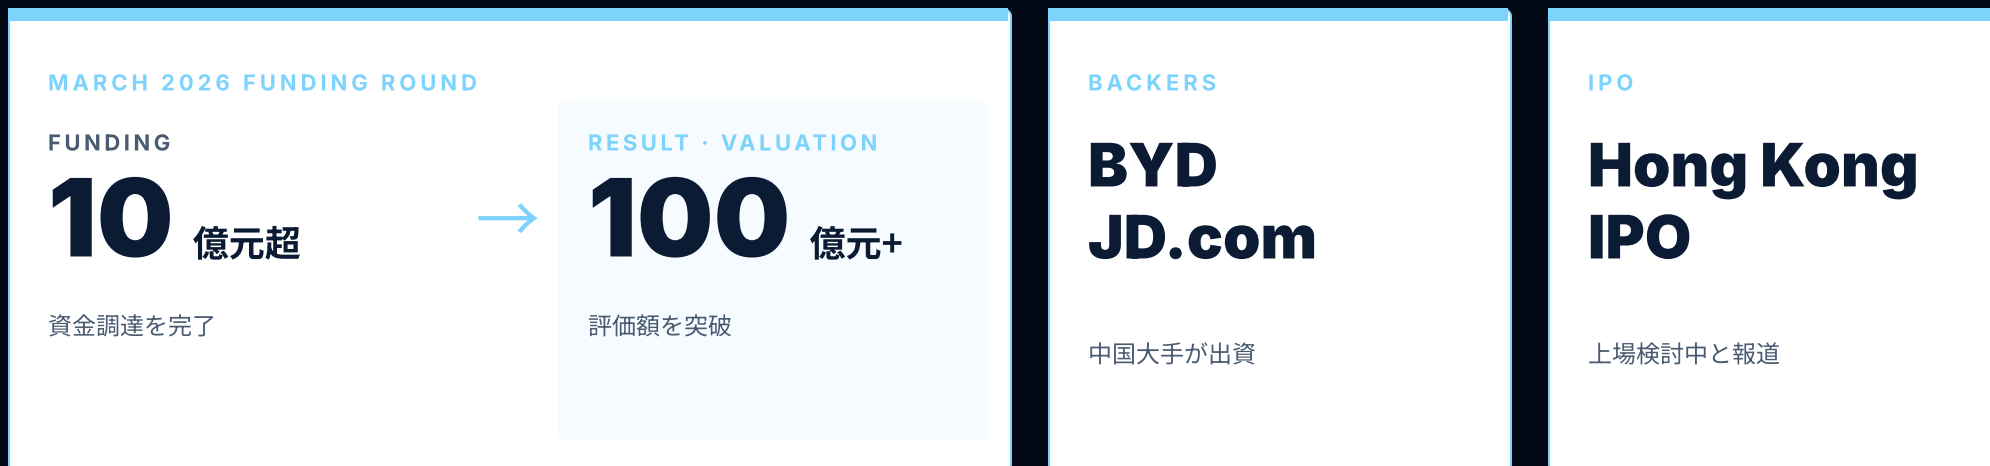 MARCH 2026 FUNDING ROUND
FUNDING
10 億元超
資金調達を完了
→
RESULT · VALUATION
100 億元+
評価額を突破
BACKERS
BYD
JD.com
中国大手が出資
IPO
Hong Kong
IPO
上場検討中と報道